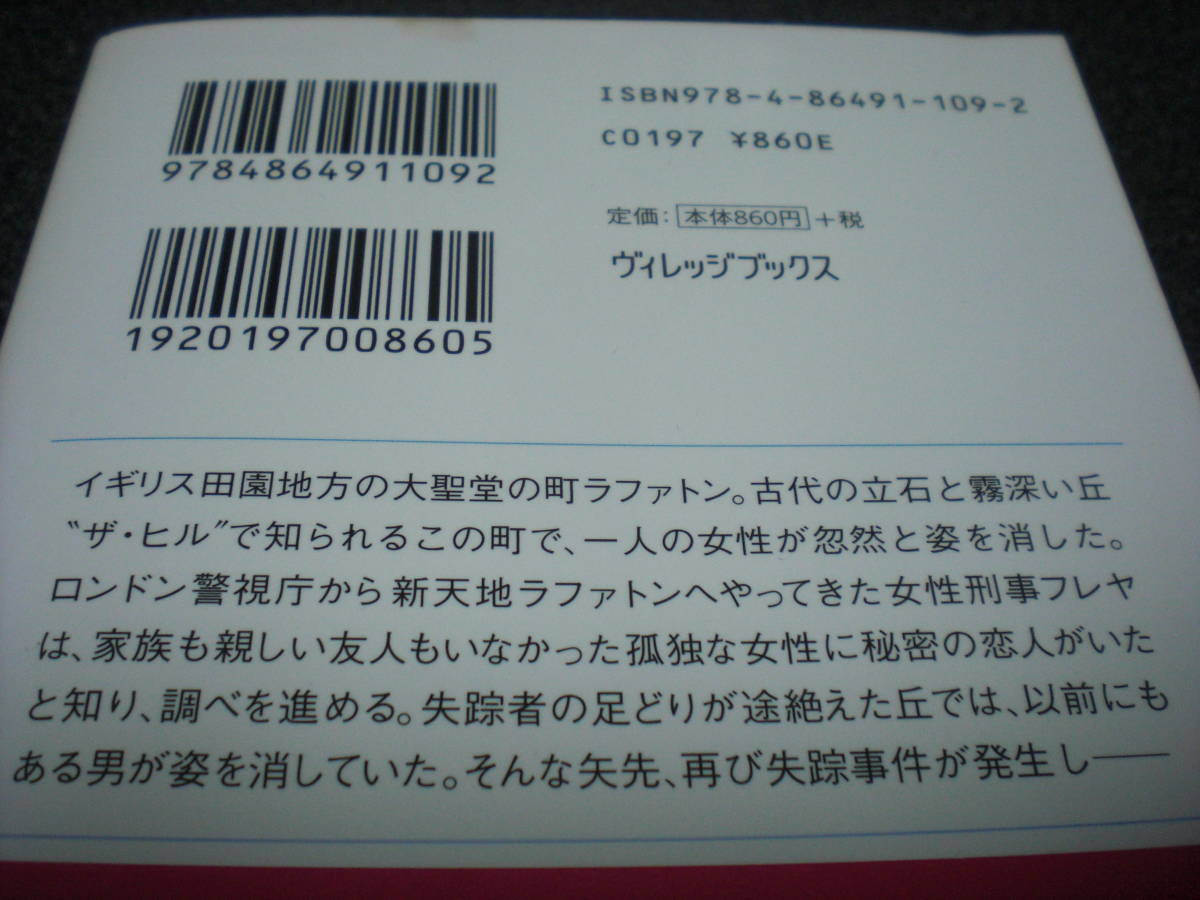 9784864911092
ISBN978-4-86491-109-2
C0197 ¥860E
1920197008605
定価：本体860円＋税
ヴィレッジブックス
イギリス田園地方の大聖堂の町ラファトン。古代の立石と霧深い丘
〝ザ・ヒル〟で知られるこの町で、一人の女性が忽然と姿を消した。
ロンドン警視庁から新天地ラファトンへやってきた女性刑事フレヤ
は、家族も親しい友人もいなかった孤独な女性に秘密の恋人がいた
と知り、調べを進める。失踪者の足どりが途絶えた丘では、以前にも
ある男が姿を消していた。そんな矢先、再び失踪事件が発生し――